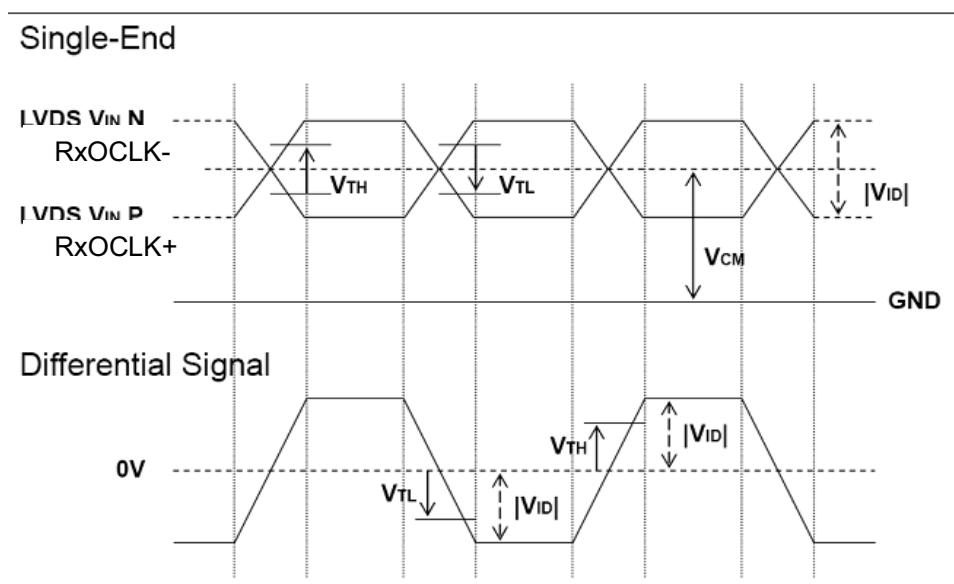 Single-End
LVDS VIN N
RxOCLK-
VTH
VTL
|VID|
LVDS VIN P
RxOCLK+
VCM
GND
Differential Signal
VTH
|VID|
0V
VTL
|VID|